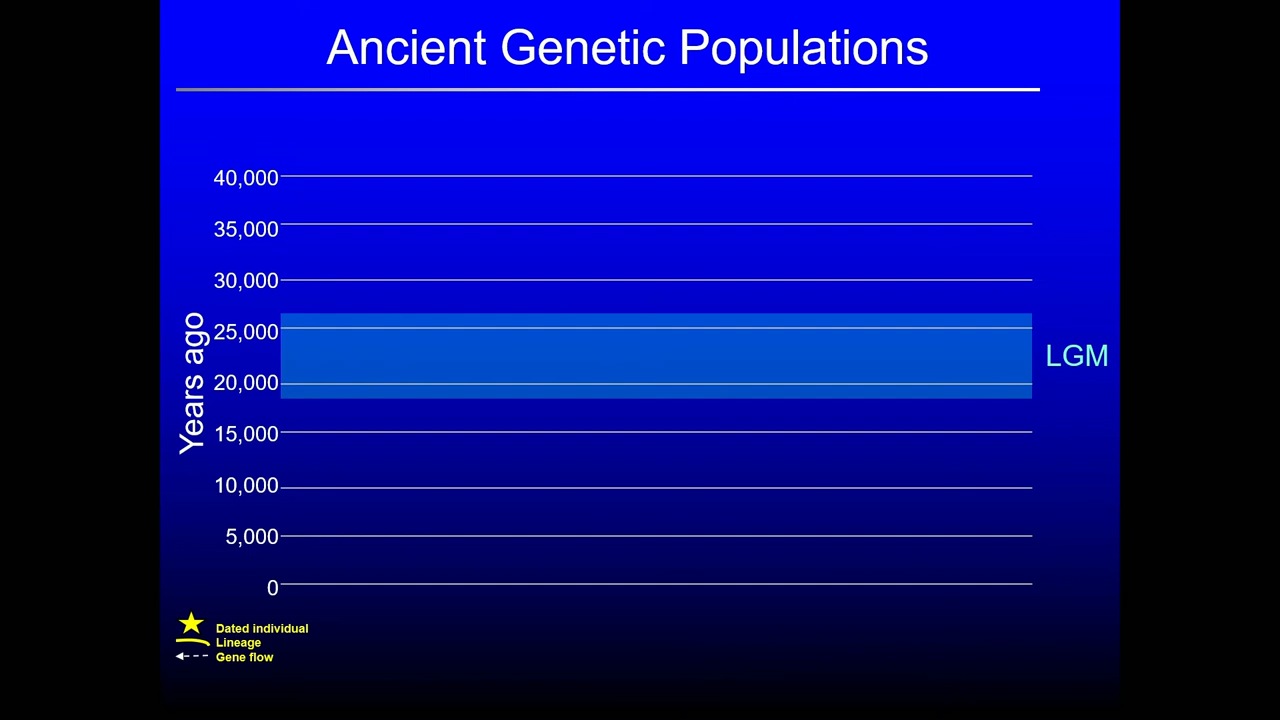 Ancient Genetic Populations
40,000
35,000
30,000
25,000
20,000
15,000
10,000
5,000
0
Years ago
LGM
Dated individual
Lineage
Gene flow